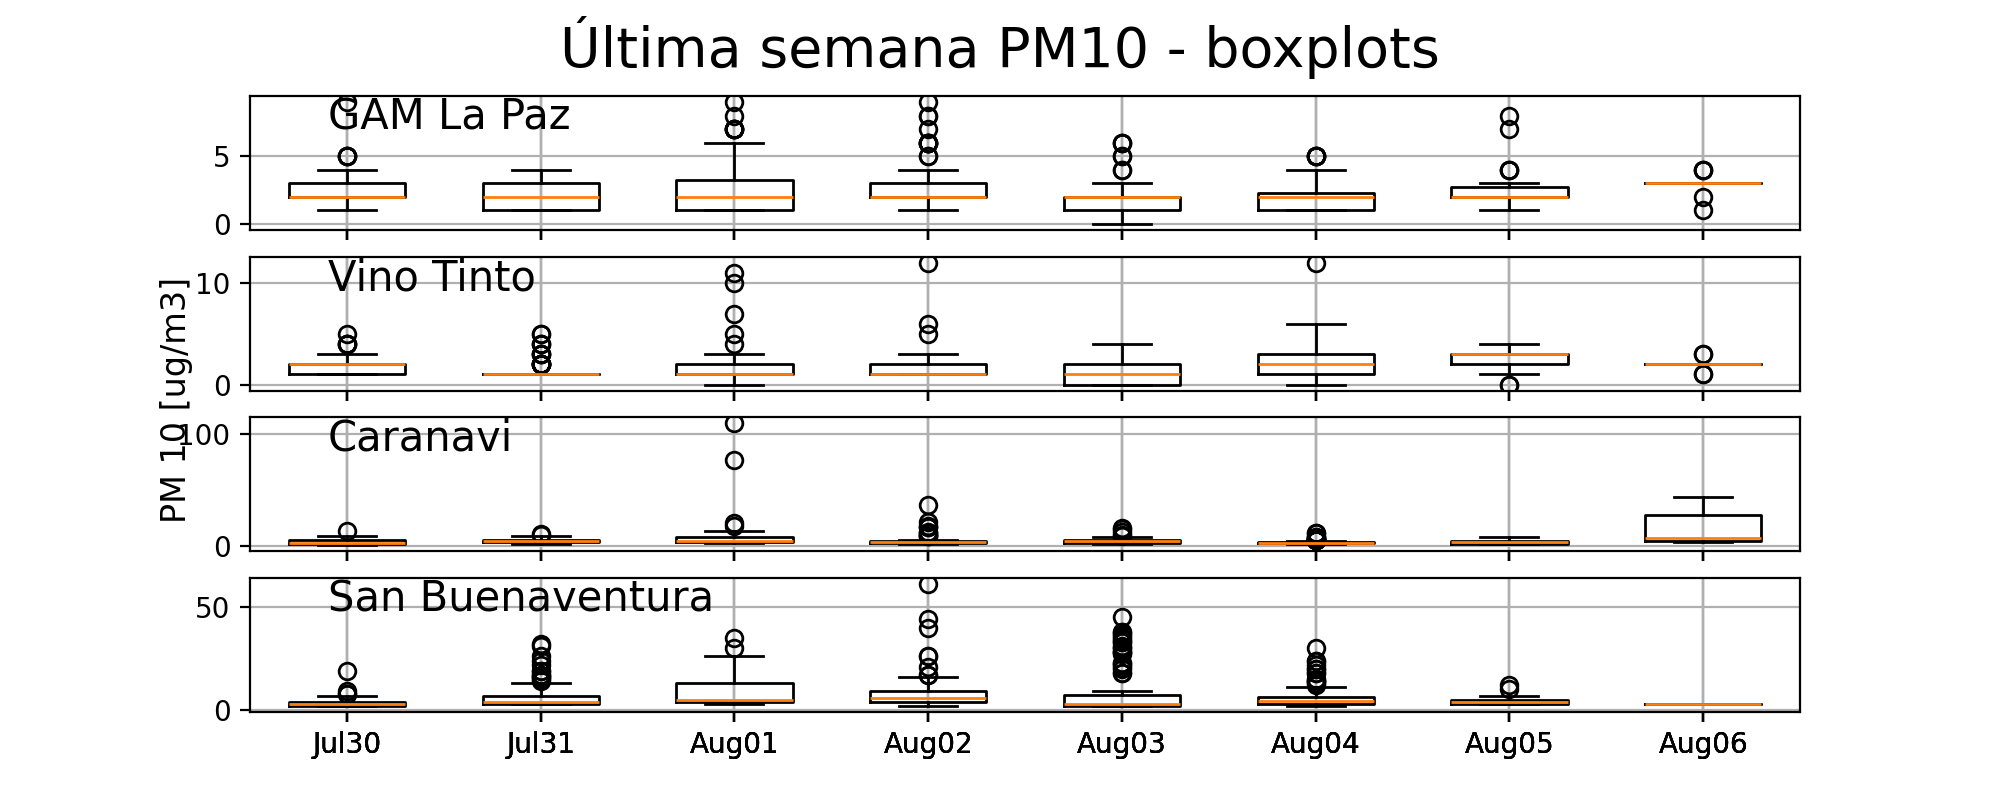 Última semana PM10 - boxplots
GAM La Paz
5
0
Vino Tinto
10
0
PM 10 [ug/m3]
Caranavi
100
0
San Buenaventura
50
0
Jul30 Jul31 Aug01 Aug02 Aug03 Aug04 Aug05 Aug06